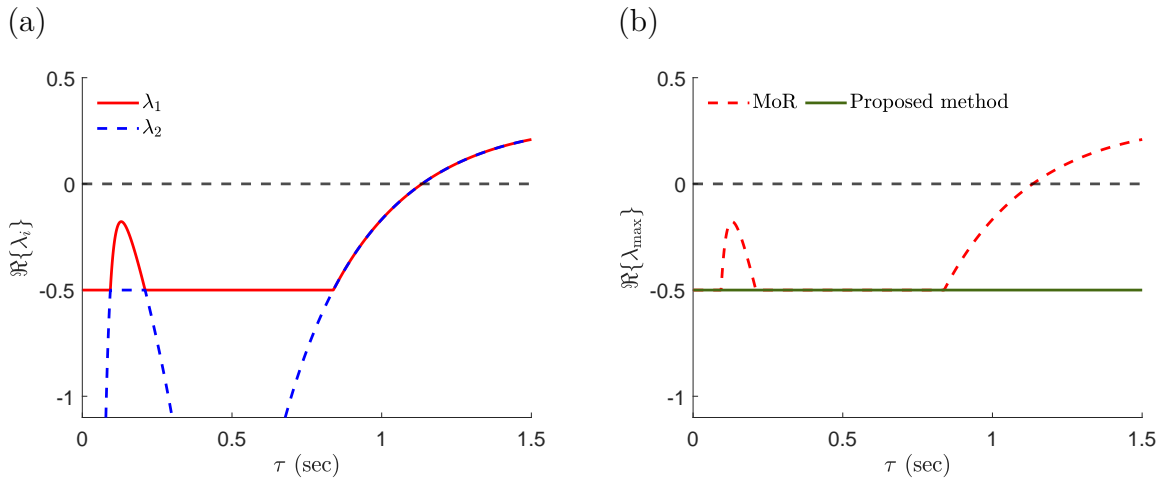 (a)
0.5
λ₁
λ₂
0
-0.5
-1
ℜ{λᵢ}
0 0.5 1 1.5
τ (sec)
(b)
0.5
MoR Proposed method
0
-0.5
-1
ℜ{λmax}
0 0.5 1 1.5
τ (sec)